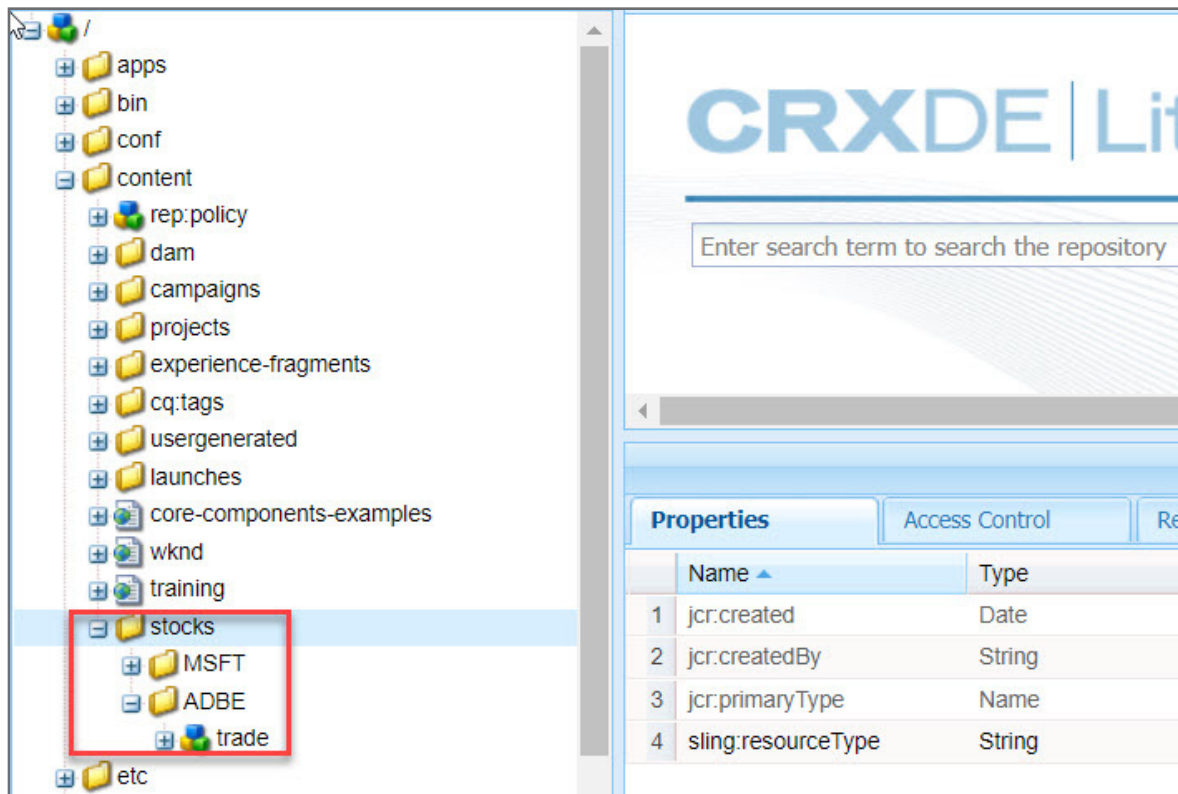 /
apps
bin
conf
content
rep:policy
dam
campaigns
projects
experience-fragments
cq:tags
usergenerated
launches
core-components-examples
wknd
training
stocks
MSFT
ADBE
trade
etc
CRXDE | Lit
Enter search term to search the repository
Properties Access Control Re
Name Type
1 jcr:created Date
2 jcr:createdBy String
3 jcr:primaryType Name
4 sling:resourceType String